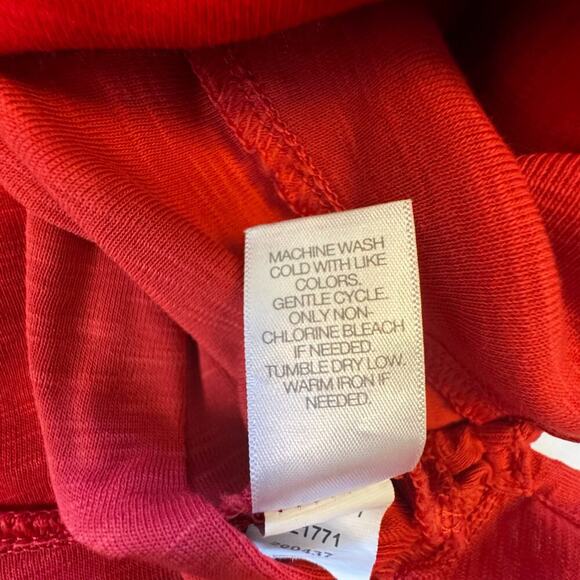 MACHINE WASH
COLD WITH LIKE
COLORS.
GENTLE CYCLE.
ONLY NON-
CHLORINE BLEACH
IF NEEDED.
TUMBLE DRY LOW.
WARM IRON IF
NEEDED.
21771